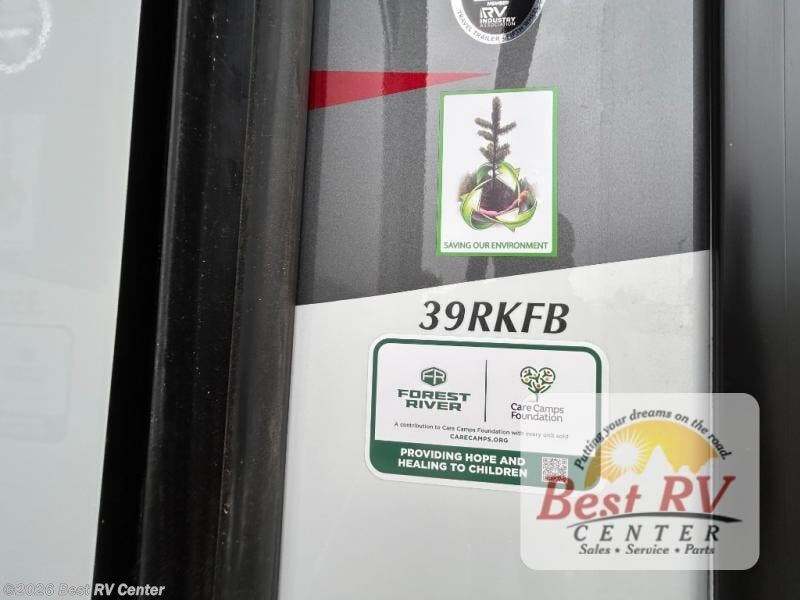 MEMBER
RV
INDUSTRY
ASSOCIATION
SAVING OUR ENVIRONMENT
39RKFB
FR
FOREST
RIVER
Care Camps
Foundation
A contribution to Care Camps Foundation with every unit sold
CARECAMPS.ORG
PROVIDING HOPE AND
HEALING TO CHILDREN
Putting your dreams on the road.
Best RV
CENTER
Sales • Service • Parts
©2026 Best RV Center